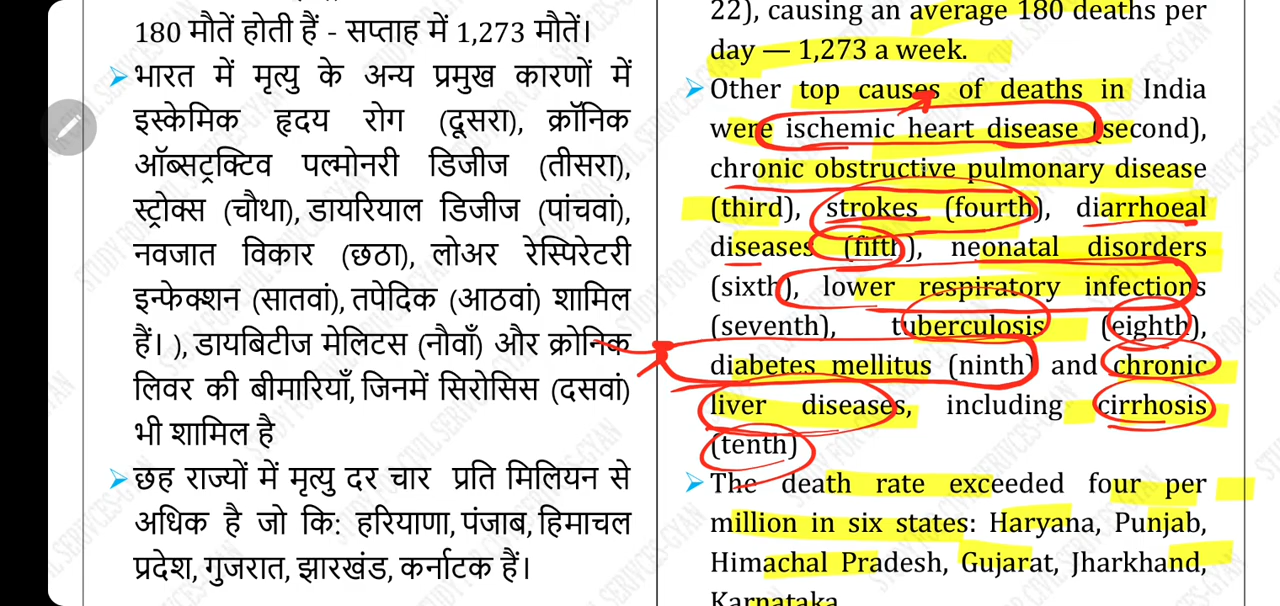 180 मौतें होती हैं - सप्ताह में 1,273 मौतें।
भारत में मृत्यु के अन्य प्रमुख कारणों में
इस्केमिक हृदय रोग (दूसरा), क्रॉनिक
ऑब्सट्रक्टिव पल्मोनरी डिजीज (तीसरा),
स्ट्रोक्स (चौथा), डायरियाल डिजीज (पांचवां),
नवजात विकार (छठा), लोअर रेस्पिरेटरी
इन्फेक्शन (सातवां), तपेदिक (आठवां) शामिल
हैं। ), डायबिटीज मेलिटस (नौवाँ) और क्रोनिक
लिवर की बीमारियाँ, जिनमें सिरोसिस (दसवां)
भी शामिल है
छह राज्यों में मृत्यु दर चार प्रति मिलियन से
अधिक है जो कि: हरियाणा, पंजाब, हिमाचल
प्रदेश, गुजरात, झारखंड, कर्नाटक हैं।
22), causing an average 180 deaths per
day — 1,273 a week.
Other top causes of deaths in India
were ischemic heart disease (second),
chronic obstructive pulmonary disease
(third), strokes (fourth), diarrhoeal
diseases (fifth), neonatal disorders
(sixth), lower respiratory infections
(seventh), tuberculosis (eighth),
diabetes mellitus (ninth) and chronic
liver diseases, including cirrhosis
(tenth)
The death rate exceeded four per
million in six states: Haryana, Punjab,
Himachal Pradesh, Gujarat, Jharkhand,
Karnataka